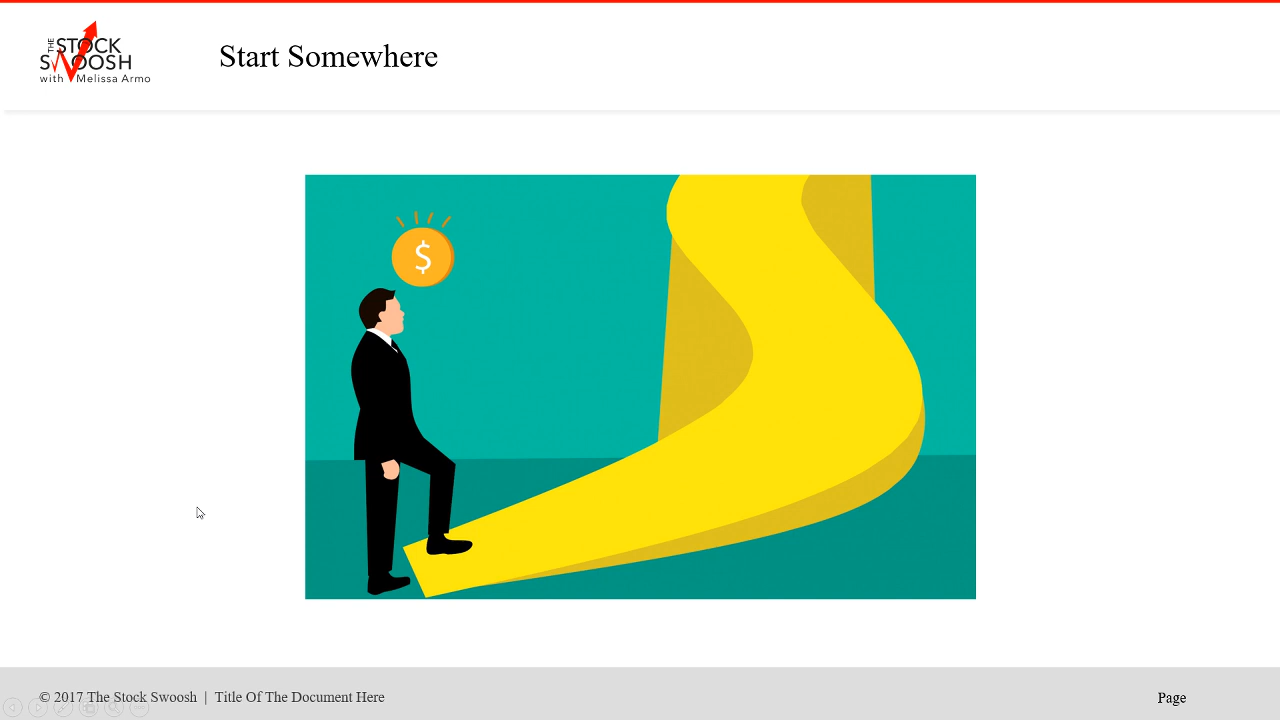 THE
STOCK
SWOOSH
with Melissa Armo
Start Somewhere
$
© 2017 The Stock Swoosh | Title Of The Document Here
Page